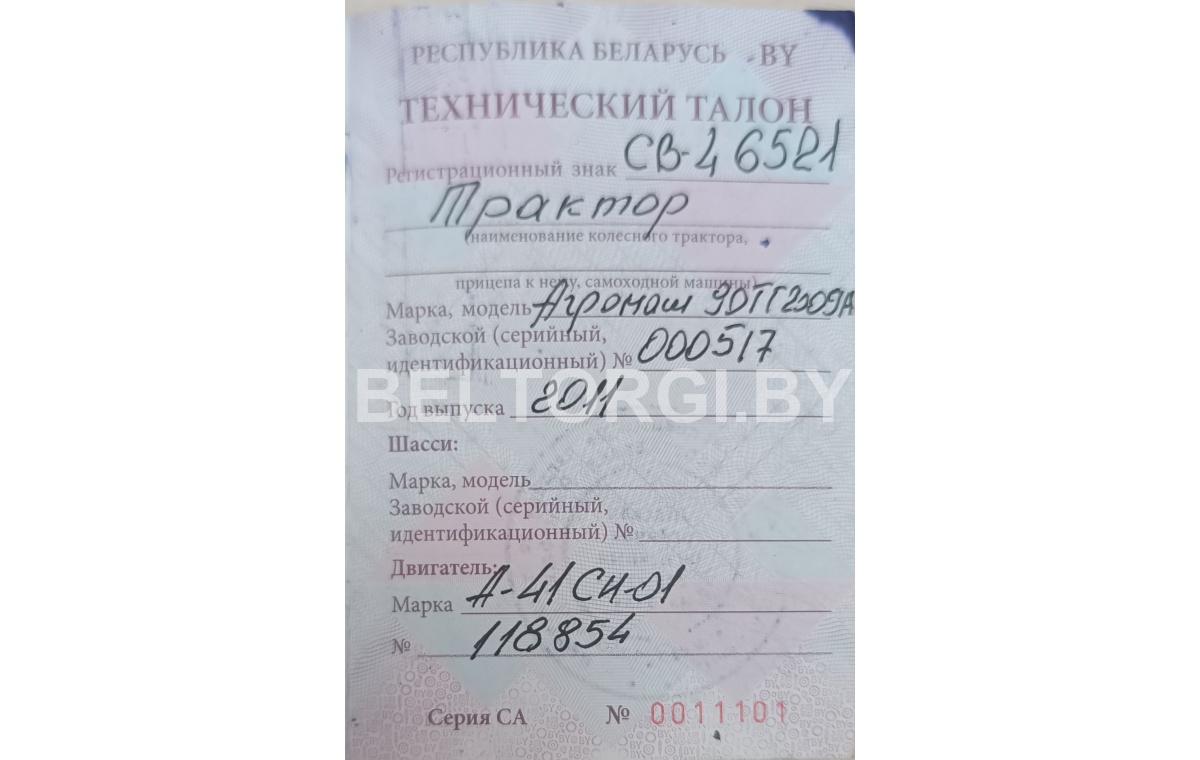 РЕСПУБЛИКА БЕЛАРУСЬ - BY
ТЕХНИЧЕСКИЙ ТАЛОН
Регистрационный знак СВ-4 6521
Трактор
(наименование колесного трактора,
прицепа к нему, самоходной машины)
Марка, модель Агромаш 90ТГ2009А
Заводской (серийный,
идентификационный) № 000517
BELTORGI.BY
Год выпуска 2011
Шасси:
Марка, модель
Заводской (серийный,
идентификационный) №
Двигатель:
Марка А-41СИ-01
№ 118854
Серия СА № 0011101